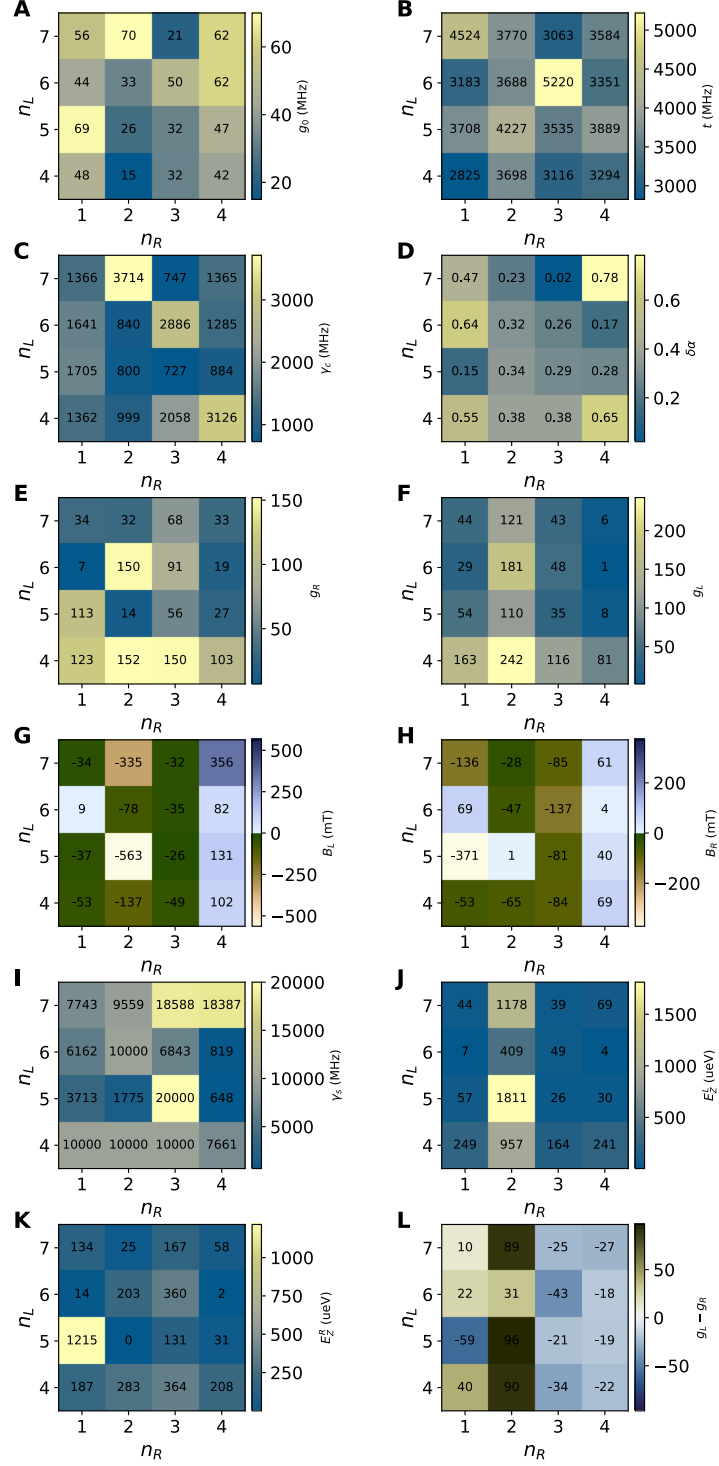 A
7 56 70 21 62
6 44 33 50 62
5 69 26 32 47
4 48 15 32 42
1 2 3 4
n_R
n_L
60
40
20
g_0 (MHz)
B
7 4524 3770 3063 3584
6 3183 3688 5220 3351
5 3708 4227 3535 3889
4 2825 3698 3116 3294
1 2 3 4
n_R
n_L
5000
4500
4000
3500
3000
t (MHz)
C
7 1366 3714 747 1365
6 1641 840 2886 1285
5 1705 800 727 884
4 1362 999 2058 3126
1 2 3 4
n_R
n_L
3000
2000
1000
γ_c (MHz)
D
7 0.47 0.23 0.02 0.78
6 0.64 0.32 0.26 0.17
5 0.15 0.34 0.29 0.28
4 0.55 0.38 0.38 0.65
1 2 3 4
n_R
n_L
0.6
0.4
0.2
δα
E
7 34 32 68 33
6 7 150 91 19
5 113 14 56 27
4 123 152 150 103
1 2 3 4
n_R
n_L
150
100
50
g_R
F
7 44 121 43 6
6 29 181 48 1
5 54 110 35 8
4 163 242 116 81
1 2 3 4
n_R
n_L
200
150
100
50
g_L
G
7 -34 -335 -32 356
6 9 -78 -35 82
5 -37 -563 -26 131
4 -53 -137 -49 102
1 2 3 4
n_R
n_L
500
250
0
−250
−500
B_L (mT)
H
7 -136 -28 -85 61
6 69 -47 -137 4
5 -371 1 -81 40
4 -53 -65 -84 69
1 2 3 4
n_R
n_L
200
0
−200
B_R (mT)
I
7 7743 9559 18588 18387
6 6162 10000 6843 819
5 3713 1775 20000 648
4 10000 10000 10000 7661
1 2 3 4
n_R
n_L
20000
15000
10000
5000
γ_s (MHz)
J
7 44 1178 39 69
6 7 409 49 4
5 57 1811 26 30
4 249 957 164 241
1 2 3 4
n_R
n_L
1500
1000
500
E_Z^L (ueV)
K
7 134 25 167 58
6 14 203 360 2
5 1215 0 131 31
4 187 283 364 208
1 2 3 4
n_R
n_L
1000
750
500
250
E_Z^R (ueV)
L
7 10 89 -25 -27
6 22 31 -43 -18
5 -59 96 -21 -19
4 40 90 -34 -22
1 2 3 4
n_R
n_L
50
0
−50
g_L − g_R